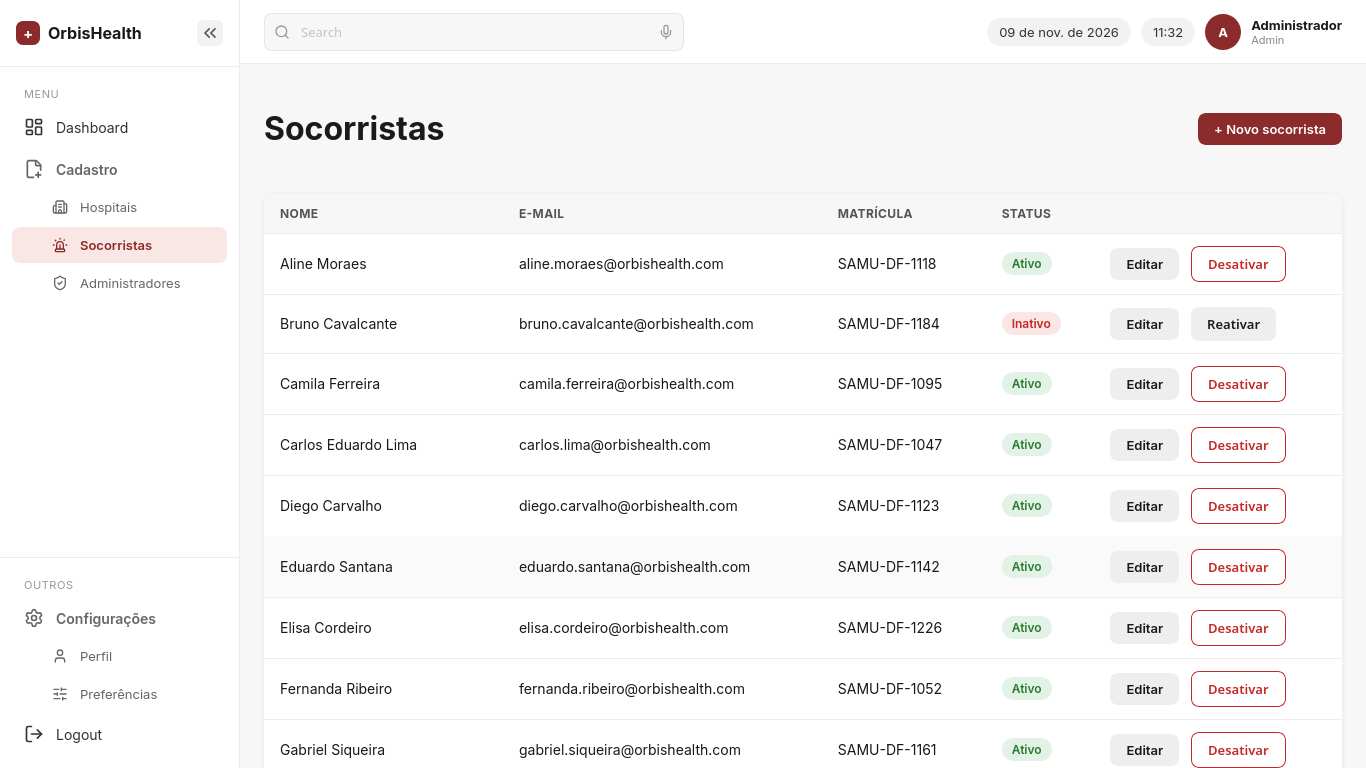 + OrbisHealth
Search
09 de nov. de 2026
11:32
A
Administrador
Admin
MENU
Dashboard
Cadastro
Hospitais
Socorristas
Administradores
OUTROS
Configurações
Perfil
Preferências
Logout
Socorristas
+ Novo socorrista
NOME E-MAIL MATRÍCULA STATUS
Aline Moraes aline.moraes@orbishealth.com SAMU-DF-1118 Ativo Editar Desativar
Bruno Cavalcante bruno.cavalcante@orbishealth.com SAMU-DF-1184 Inativo Editar Reativar
Camila Ferreira camila.ferreira@orbishealth.com SAMU-DF-1095 Ativo Editar Desativar
Carlos Eduardo Lima carlos.lima@orbishealth.com SAMU-DF-1047 Ativo Editar Desativar
Diego Carvalho diego.carvalho@orbishealth.com SAMU-DF-1123 Ativo Editar Desativar
Eduardo Santana eduardo.santana@orbishealth.com SAMU-DF-1142 Ativo Editar Desativar
Elisa Cordeiro elisa.cordeiro@orbishealth.com SAMU-DF-1226 Ativo Editar Desativar
Fernanda Ribeiro fernanda.ribeiro@orbishealth.com SAMU-DF-1052 Ativo Editar Desativar
Gabriel Siqueira gabriel.siqueira@orbishealth.com SAMU-DF-1161 Ativo Editar Desativar